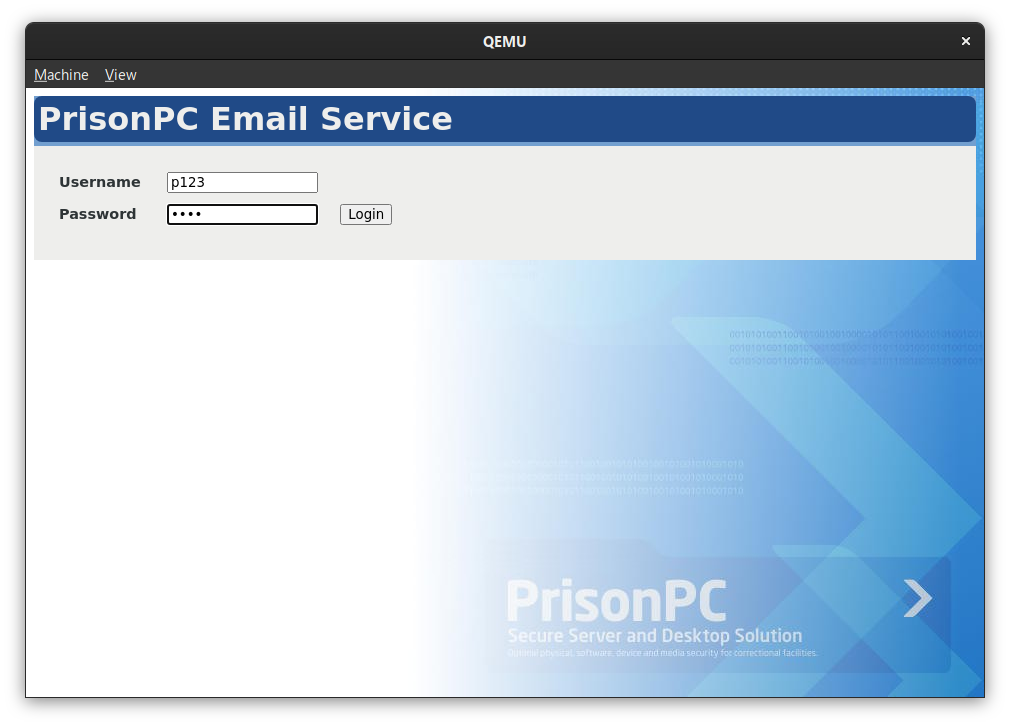 QEMU
Machine View
PrisonPC Email Service
Username p123
Password ••••
Login
PrisonPC
Secure Server and Desktop Solution
Optimal physical, software, device and media security for correctional facilities.